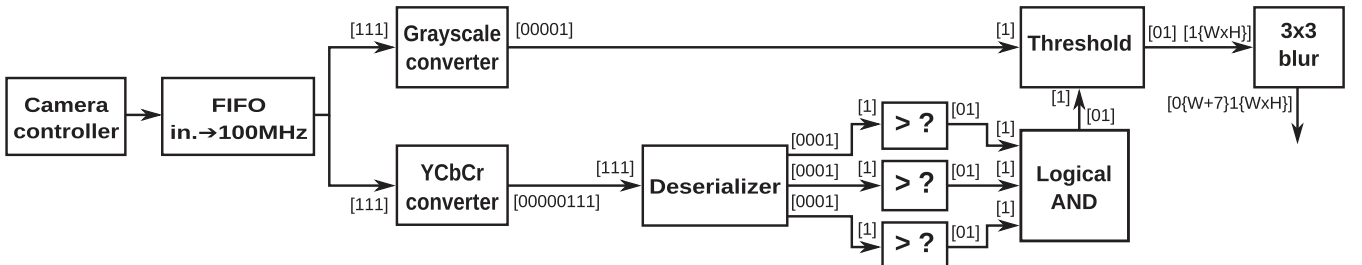 Camera
controller
FIFO
in.→100MHz
[111]
Grayscale
converter
[00001]
[1]
Threshold
[01]
[1{WxH}]
3x3
blur
[0{W+7}1{WxH}]
[111]
YCbCr
converter
[00000111]
[111]
Deserializer
[0001]
[0001]
[0001]
[1]
> ?
[01]
[1]
[1]
> ?
[01]
[1]
[1]
> ?
[01]
[1]
Logical
AND
[1]
[01]